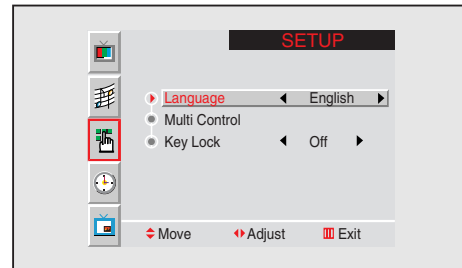 SETUP
Language English
Multi Control
Key Lock Off
Move Adjust Exit